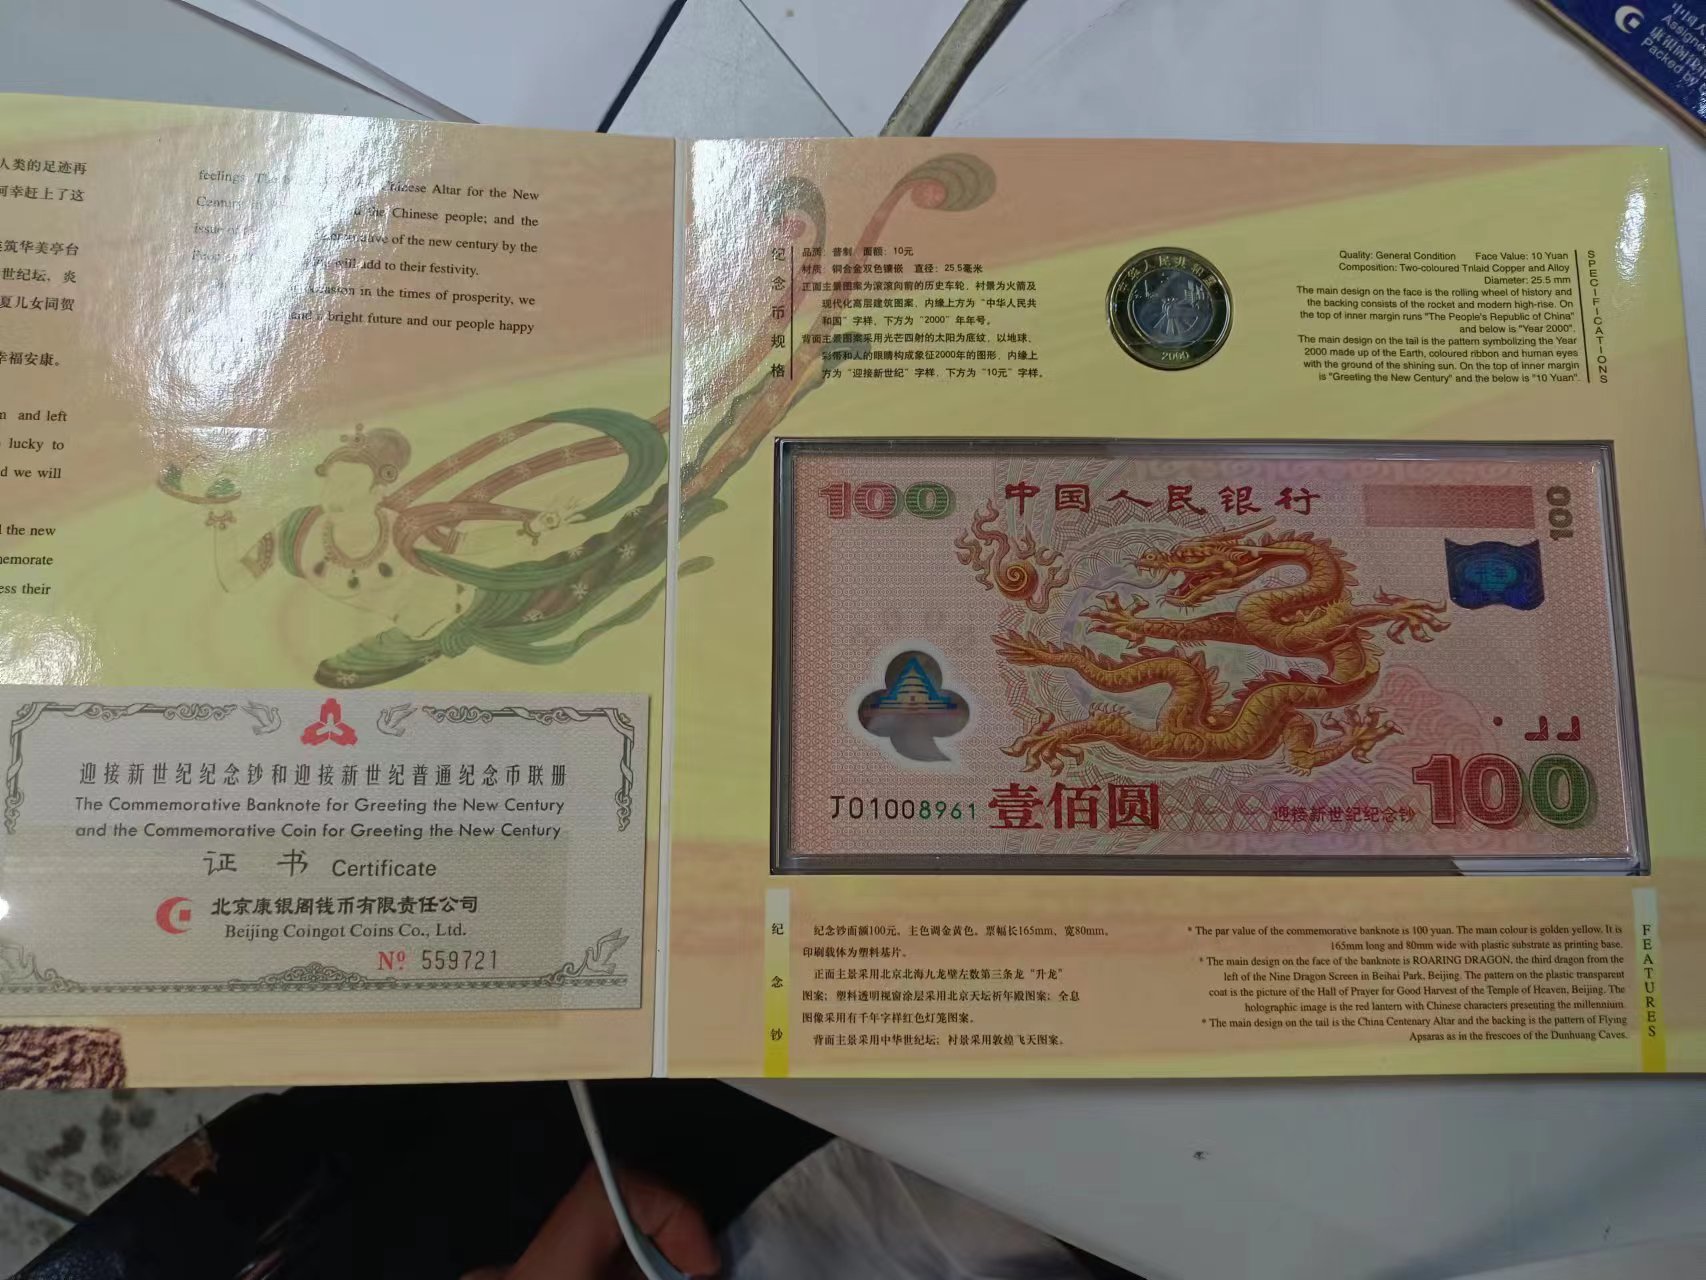 人类的足迹再
何幸赶上了这
筑华美亭台
世纪坛,炎
夏儿女同贺
幸福安康。
and left
lucky to
d we will
the new
emorate
ess their
feelings.
Chinese Altar for the New
the Chinese people; and the
of the new century by the
will add to their festivity.
in the times of prosperity, we
and a bright future and our people happy
迎接新世纪纪念钞和迎接新世纪普通纪念币联册
The Commemorative Banknote for Greeting the New Century
and the Commemorative Coin for Greeting the New Century
证 书 Certificate
北京康银阁钱币有限责任公司
Beijing Coingot Coins Co., Ltd.
Nº 559721
纪念币规格
品质:普制 面额:10元
材质:铜合金双色镶嵌 直径:25.5毫米
正面主景图案为滚滚向前的历史车轮,衬景为火箭及
现代化高层建筑图案,内缘上方为“中华人民共
和国”字样,下方为“2000”年年号。
背面主景图案采用光芒四射的太阳为底纹,以地球、
彩带和人的眼睛构成象征2000年的图形,内缘上
方为“迎接新世纪”字样,下方为“10元”字样。
中华人民共和国
2000
Quality: General Condition Face Value: 10 Yuan
Composition: Two-coloured Tnlaid Copper and Alloy
Diameter: 25.5 mm
The main design on the face is the rolling wheel of history and
the backing consists of the rocket and modern high-rise. On
the top of inner margin runs "The People's Republic of China"
and below is "Year 2000".
The main design on the tail is the pattern symbolizing the Year
2000 made up of the Earth, coloured ribbon and human eyes
with the ground of the shining sun. On the top of inner margin
is "Greeting the New Century" and the below is "10 Yuan".
SPECIFICATIONS
100
中国人民银行
100
J01008961
壹佰圆
迎接新世纪纪念钞
100
纪念钞
纪念钞面额100元。主色调金黄色。票幅长165mm、宽80mm。
印刷载体为塑料基片。
正面主景采用北京北海九龙壁左数第三条龙“升龙”
图案;塑料透明视窗涂层采用北京天坛祈年殿图案;全息
图像采用有千年字样红色灯笼图案。
背面主景采用中华世纪坛;衬景采用敦煌飞天图案。
* The par value of the commemorative banknote is 100 yuan. The main colour is golden yellow. It is
165mm long and 80mm wide with plastic substrate as printing base.
* The main design on the face of the banknote is ROARING DRAGON, the third dragon from the
left of the Nine Dragon Screen in Beihai Park, Beijing. The pattern on the plastic transparent
coat is the picture of the Hall of Prayer for Good Harvest of the Temple of Heaven, Beijing. The
holographic image is the red lantern with Chinese characters presenting the millennium.
* The main design on the tail is the China Centenary Altar and the backing is the pattern of Flying
Apsaras as in the frescoes of the Dunhuang Caves.
FEATURES
中国人
Packed by